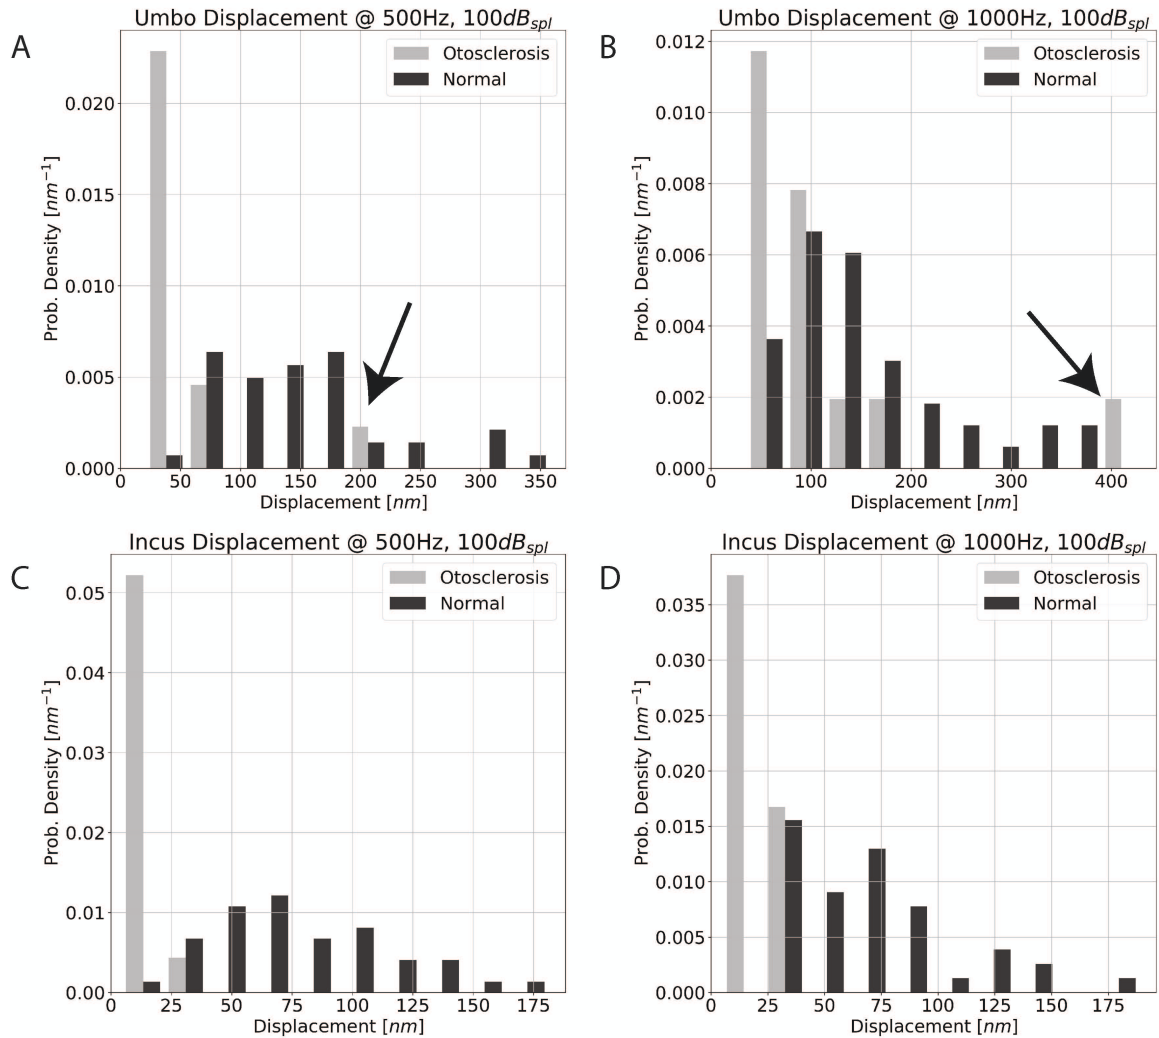 A
Umbo Displacement @ 500Hz, 100dB_spl
Otosclerosis
Normal
Prob. Density [nm⁻¹]
0.020
0.015
0.010
0.005
0.000
0 50 100 150 200 250 300 350
Displacement [nm]
B
Umbo Displacement @ 1000Hz, 100dB_spl
Otosclerosis
Normal
Prob. Density [nm⁻¹]
0.012
0.010
0.008
0.006
0.004
0.002
0.000
0 100 200 300 400
Displacement [nm]
C
Incus Displacement @ 500Hz, 100dB_spl
Otosclerosis
Normal
Prob. Density [nm⁻¹]
0.05
0.04
0.03
0.02
0.01
0.00
0 25 50 75 100 125 150 175
Displacement [nm]
D
Incus Displacement @ 1000Hz, 100dB_spl
Otosclerosis
Normal
Prob. Density [nm⁻¹]
0.035
0.030
0.025
0.020
0.015
0.010
0.005
0.000
0 25 50 75 100 125 150 175
Displacement [nm]